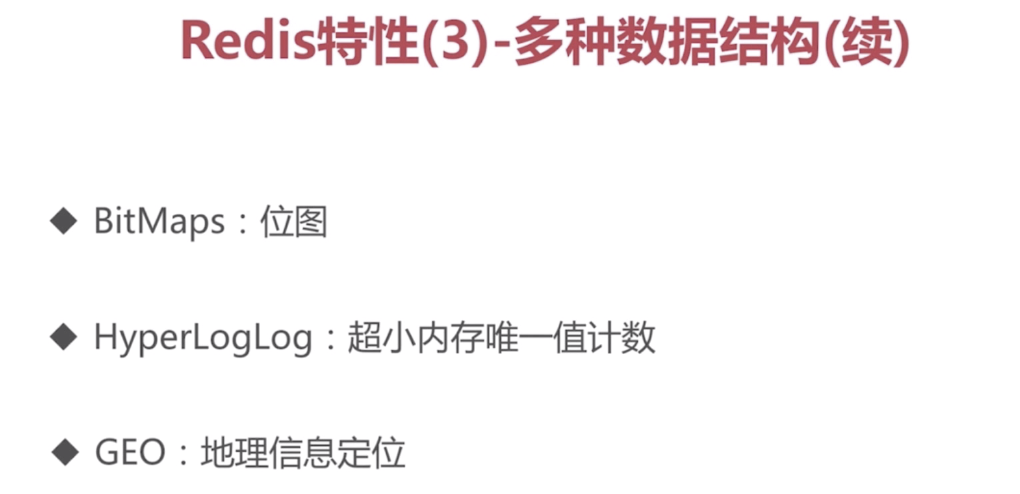 Redis特性(3)-多种数据结构(续)
◆ BitMaps：位图
◆ HyperLogLog：超小内存唯一值计数
◆ GEO：地理信息定位